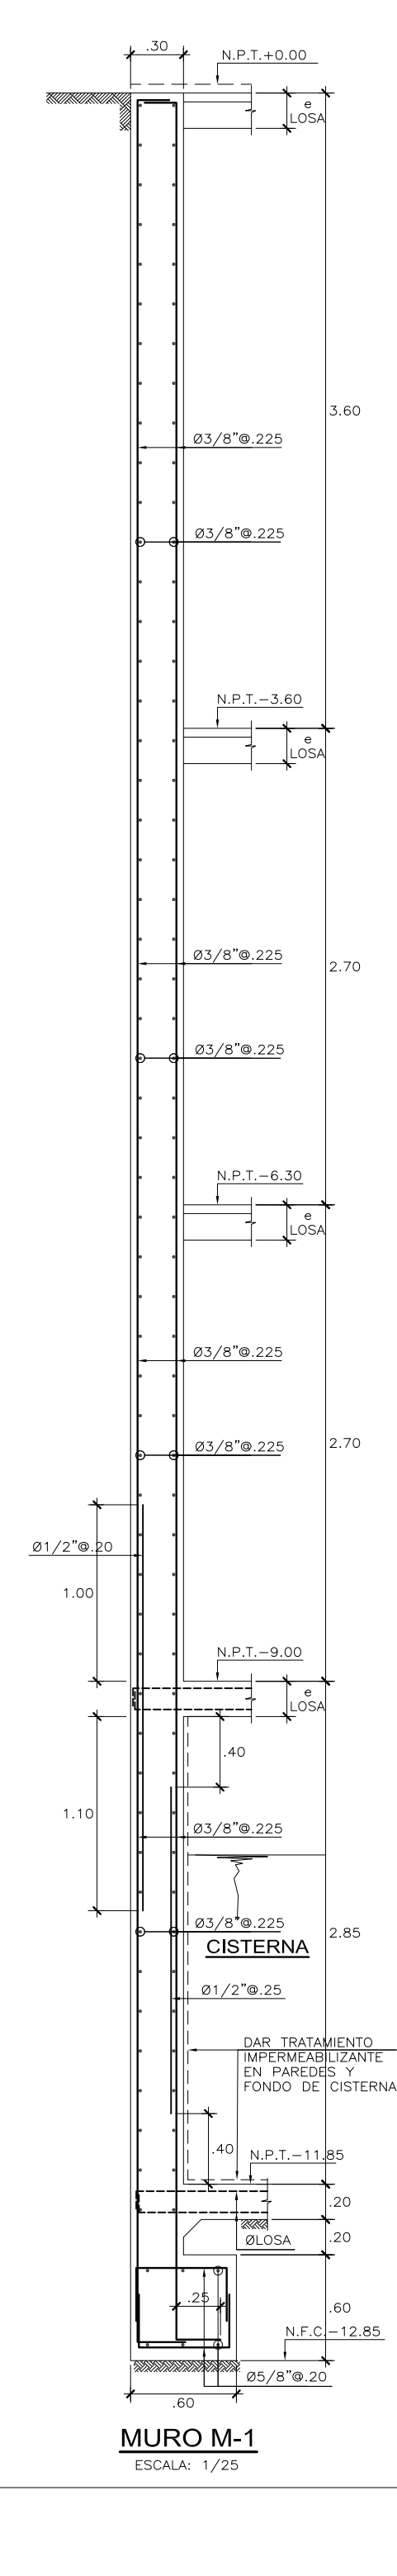 .30
N.P.T.+0.00
e
LOSA
3.60
Ø3/8"@.225
Ø3/8"@.225
N.P.T.-3.60
e
LOSA
Ø3/8"@.225
2.70
Ø3/8"@.225
N.P.T.-6.30
e
LOSA
Ø3/8"@.225
2.70
Ø3/8"@.225
Ø1/2"@.20
1.00
N.P.T.-9.00
e
LOSA
.40
1.10
Ø3/8"@.225
Ø3/8"@.225
2.85
CISTERNA
Ø1/2"@.25
DAR TRATAMIENTO
IMPERMEABILIZANTE
EN PAREDES Y
FONDO DE CISTERNA
.40
N.P.T.-11.85
.20
ØLOSA
.20
.25
.60
N.F.C.-12.85
Ø5/8"@.20
.60
MURO M-1
ESCALA: 1/25